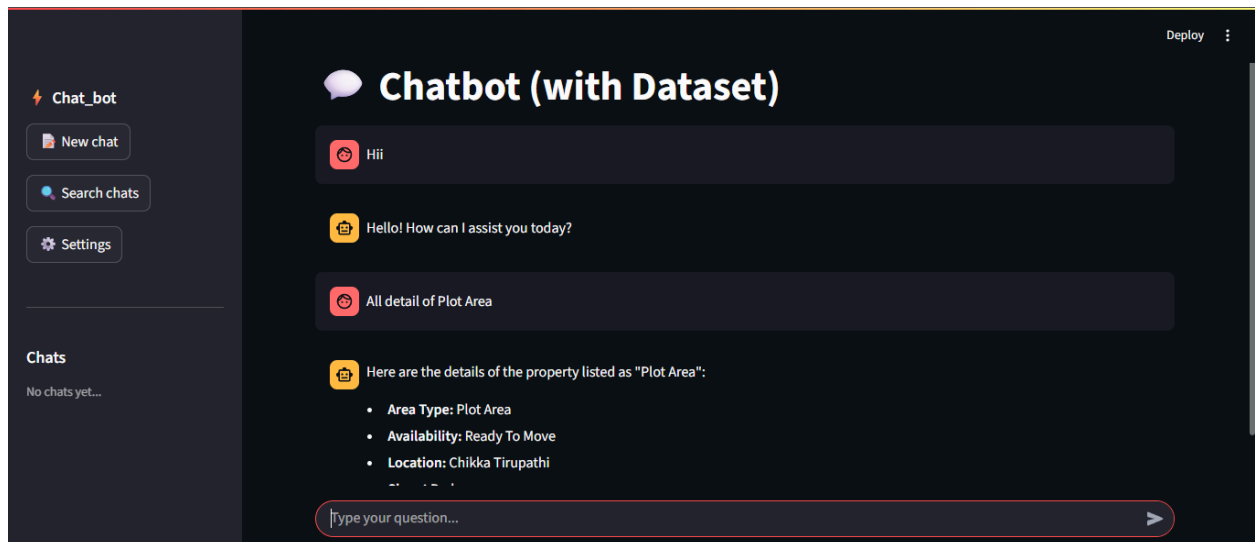 Deploy
Chat_bot
New chat
Search chats
Settings
Chats
No chats yet...
Chatbot (with Dataset)
Hii
Hello! How can I assist you today?
All detail of Plot Area
Here are the details of the property listed as "Plot Area":
• Area Type: Plot Area
• Availability: Ready To Move
• Location: Chikka Tirupathi
Type your question...